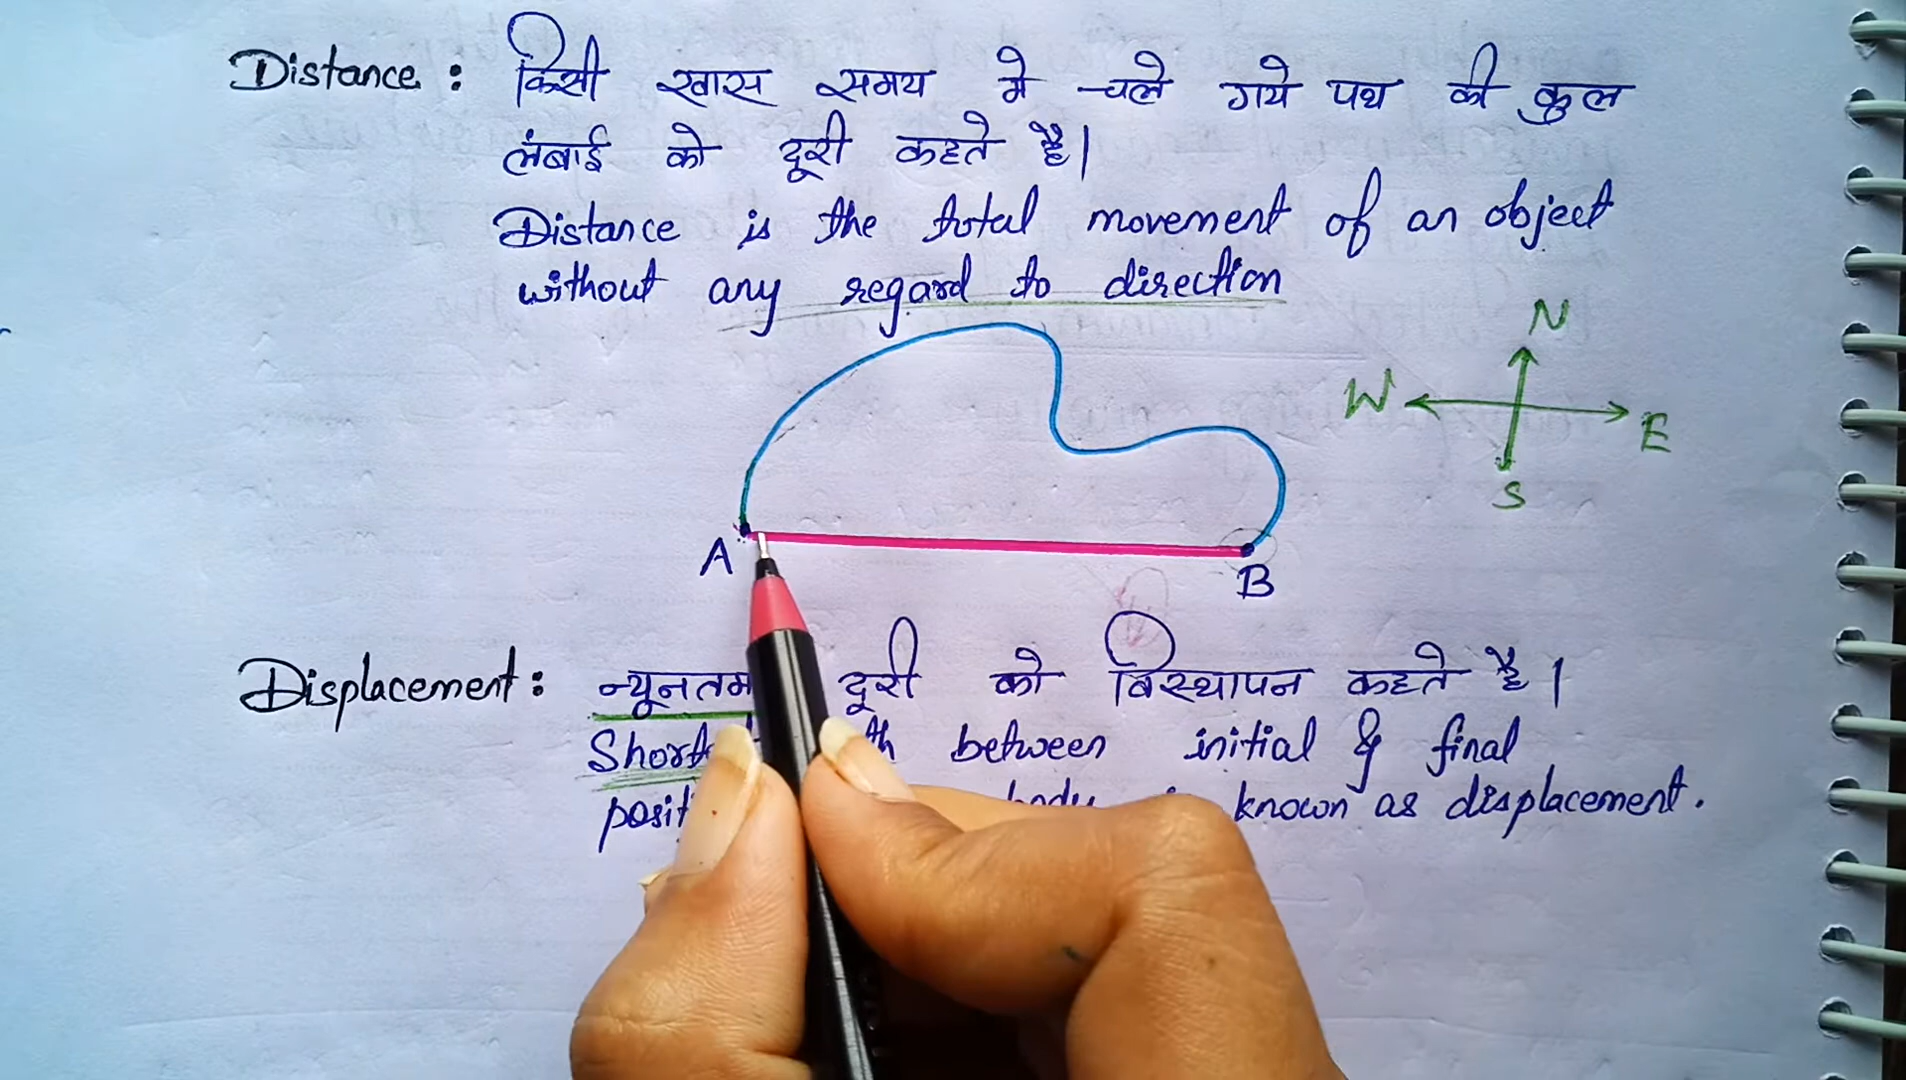 Distance : किसी खास समय मे चले गये पथ की कुल
लंबाई को दूरी कहते है।
Distance is the total movement of an object
without any regard to direction
N
W
E
S
A
B
Displacement : न्यूनतम दूरी को विस्थापन कहते है।
between initial & final
known as displacement.